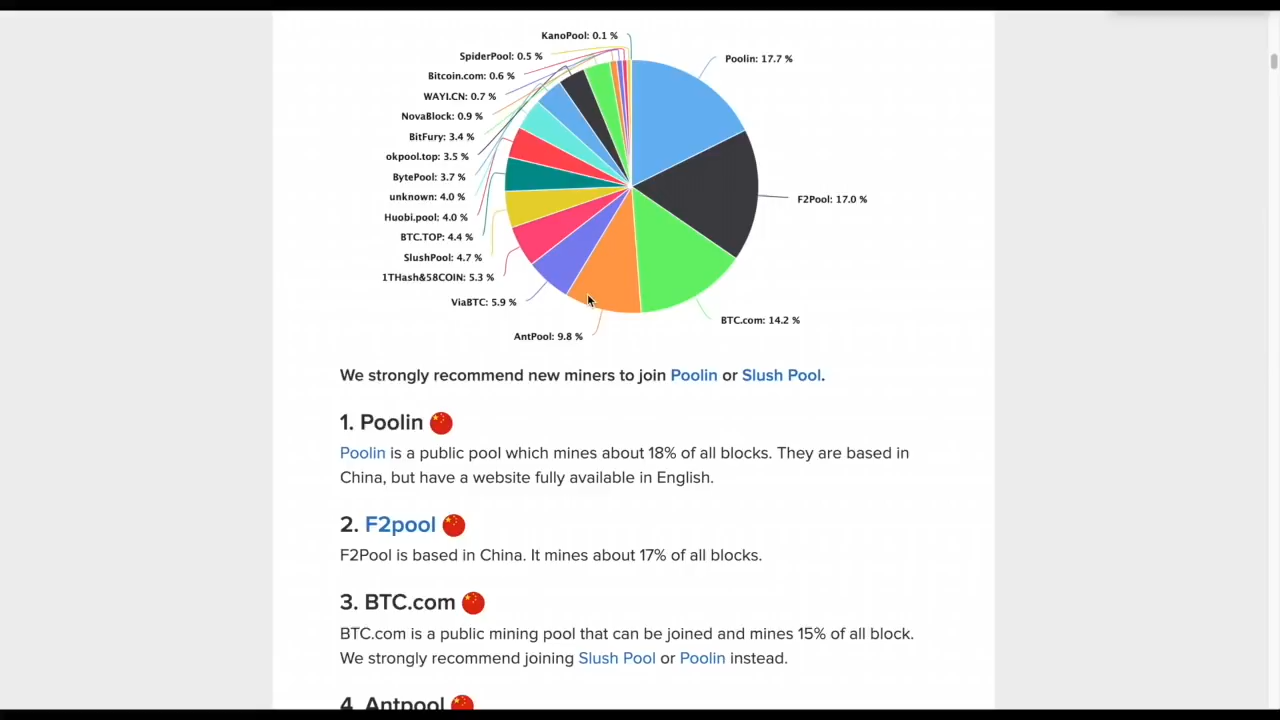 KanoPool: 0.1 %
SpiderPool: 0.5 %
Poolin: 17.7 %
Bitcoin.com: 0.6 %
WAYI.CN: 0.7 %
NovaBlock: 0.9 %
BitFury: 3.4 %
okpool.top: 3.5 %
BytePool: 3.7 %
unknown: 4.0 %
F2Pool: 17.0 %
Huobi.pool: 4.0 %
BTC.TOP: 4.4 %
SlushPool: 4.7 %
1THash&58COIN: 5.3 %
ViaBTC: 5.9 %
BTC.com: 14.2 %
AntPool: 9.8 %
We strongly recommend new miners to join Poolin or Slush Pool.
1. Poolin
Poolin is a public pool which mines about 18% of all blocks. They are based in
China, but have a website fully available in English.
2. F2pool
F2Pool is based in China. It mines about 17% of all blocks.
3. BTC.com
BTC.com is a public mining pool that can be joined and mines 15% of all block.
We strongly recommend joining Slush Pool or Poolin instead.
4. Antpool